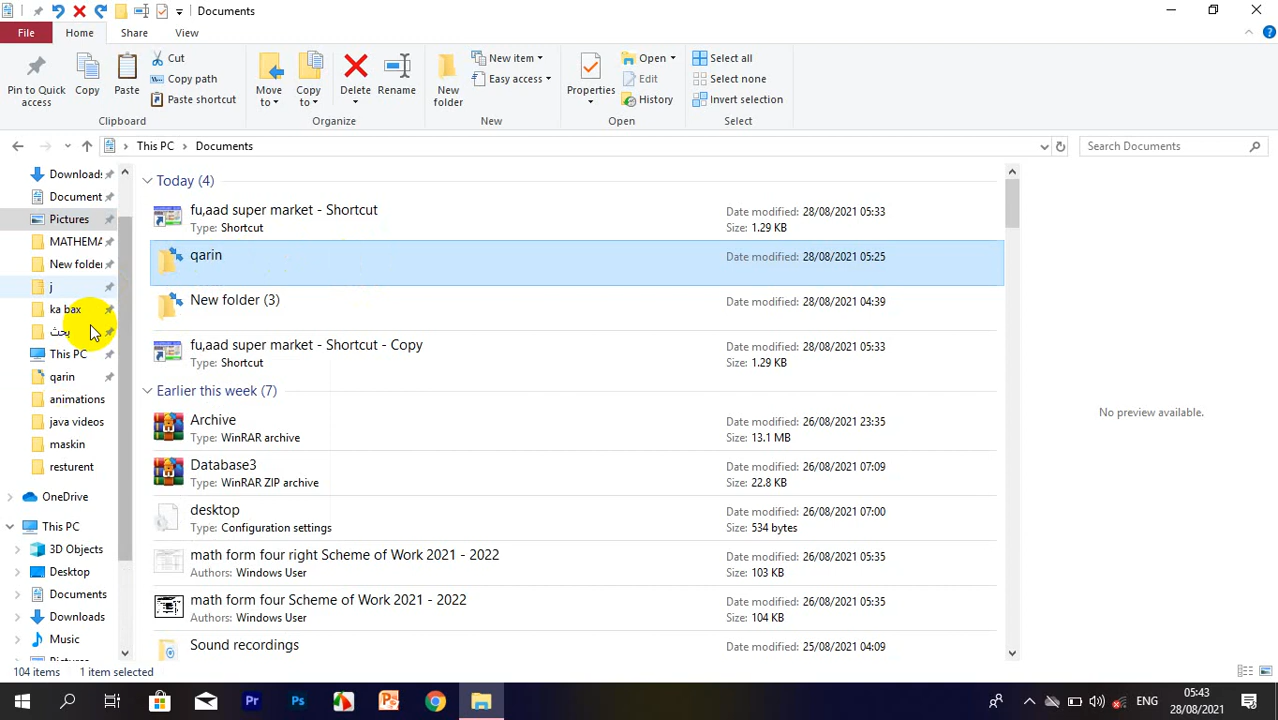 Documents
File
Home
Share
View
Pin to Quick access
Copy
Paste
Cut
Copy path
Paste shortcut
Clipboard
Move to
Copy to
Delete
Rename
Organize
New folder
New item
Easy access
New
Properties
Open
Edit
History
Open
Select all
Select none
Invert selection
Select
This PC
Documents
Search Documents
Downloads
Document
Pictures
MATHEMA
New folder
j
ka bax
بحث
This PC
qarin
animations
java videos
maskin
resturent
OneDrive
This PC
3D Objects
Desktop
Documents
Downloads
Music
Pictures
Today (4)
fu,aad super market - Shortcut
Type: Shortcut
Date modified: 28/08/2021 05:33
Size: 1.29 KB
qarin
Date modified: 28/08/2021 05:25
New folder (3)
Date modified: 28/08/2021 04:39
fu,aad super market - Shortcut - Copy
Type: Shortcut
Date modified: 28/08/2021 05:33
Size: 1.29 KB
Earlier this week (7)
Archive
Type: WinRAR archive
Date modified: 26/08/2021 23:35
Size: 13.1 MB
Database3
Type: WinRAR ZIP archive
Date modified: 26/08/2021 07:09
Size: 22.8 KB
desktop
Type: Configuration settings
Date modified: 26/08/2021 07:00
Size: 534 bytes
math form four right Scheme of Work 2021 - 2022
Authors: Windows User
Date modified: 26/08/2021 05:35
Size: 103 KB
math form four Scheme of Work 2021 - 2022
Authors: Windows User
Date modified: 26/08/2021 05:35
Size: 104 KB
Sound recordings
Date modified: 25/08/2021 04:09
No preview available.
104 items
1 item selected
Pr
Ps
ENG
05:43
28/08/2021